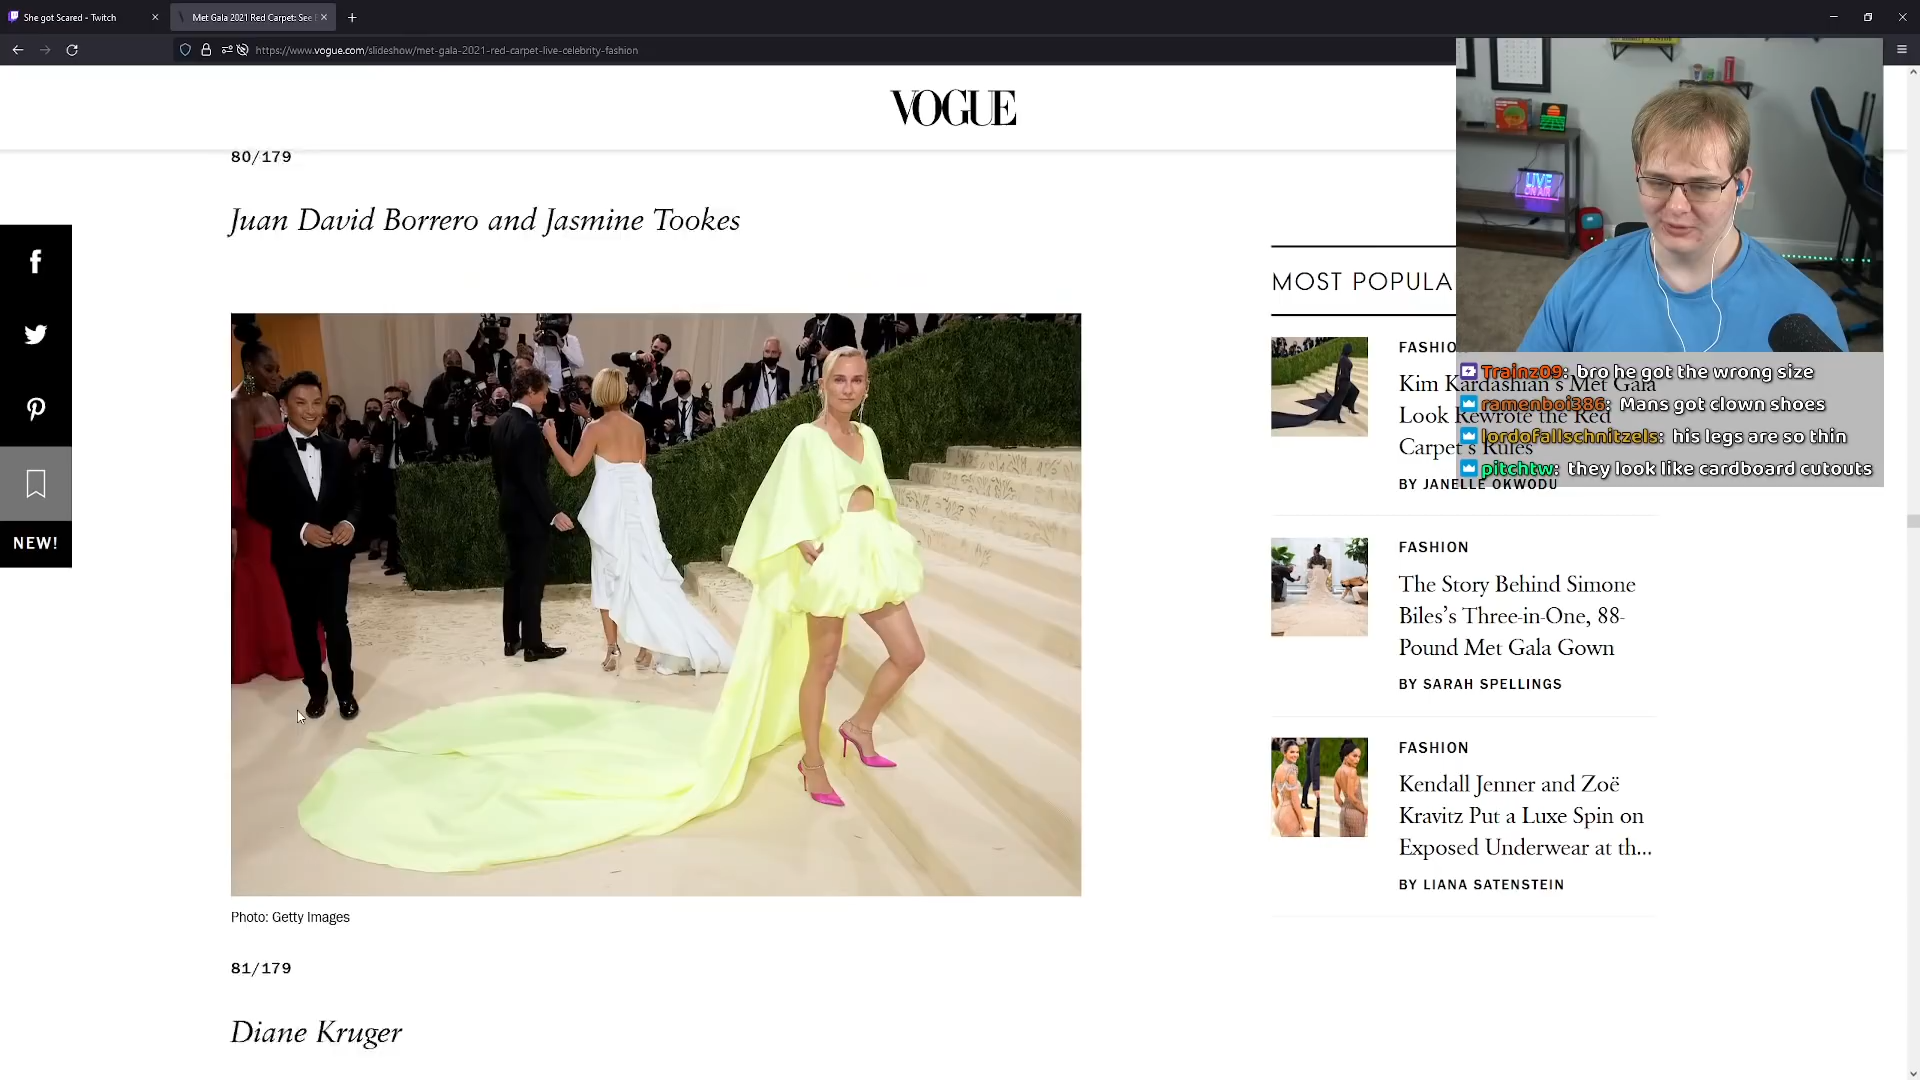 She got Scared - Twitch
Met Gala 2021 Red Carpet: See
https://www.vogue.com/slideshow/met-gala-2021-red-carpet-live-celebrity-fashion
VOGUE
80/179
Juan David Borrero and Jasmine Tookes
NEW!
Photo: Getty Images
81/179
Diane Kruger
MOST POPULA
FASHIO
Kim Kardashian's Met Gala
Look Rewrote the Red
Carpet's Rules
BY JANELLE OKWODU
FASHION
The Story Behind Simone
Biles's Three-in-One, 88-
Pound Met Gala Gown
BY SARAH SPELLINGS
FASHION
Kendall Jenner and Zoë
Kravitz Put a Luxe Spin on
Exposed Underwear at th...
BY LIANA SATENSTEIN
LIVE
ON AIR
Trainz09: bro he got the wrong size
ramenboi386: Mans got clown shoes
lordofallschnitzels: his legs are so thin
pitchtw: they look like cardboard cutouts